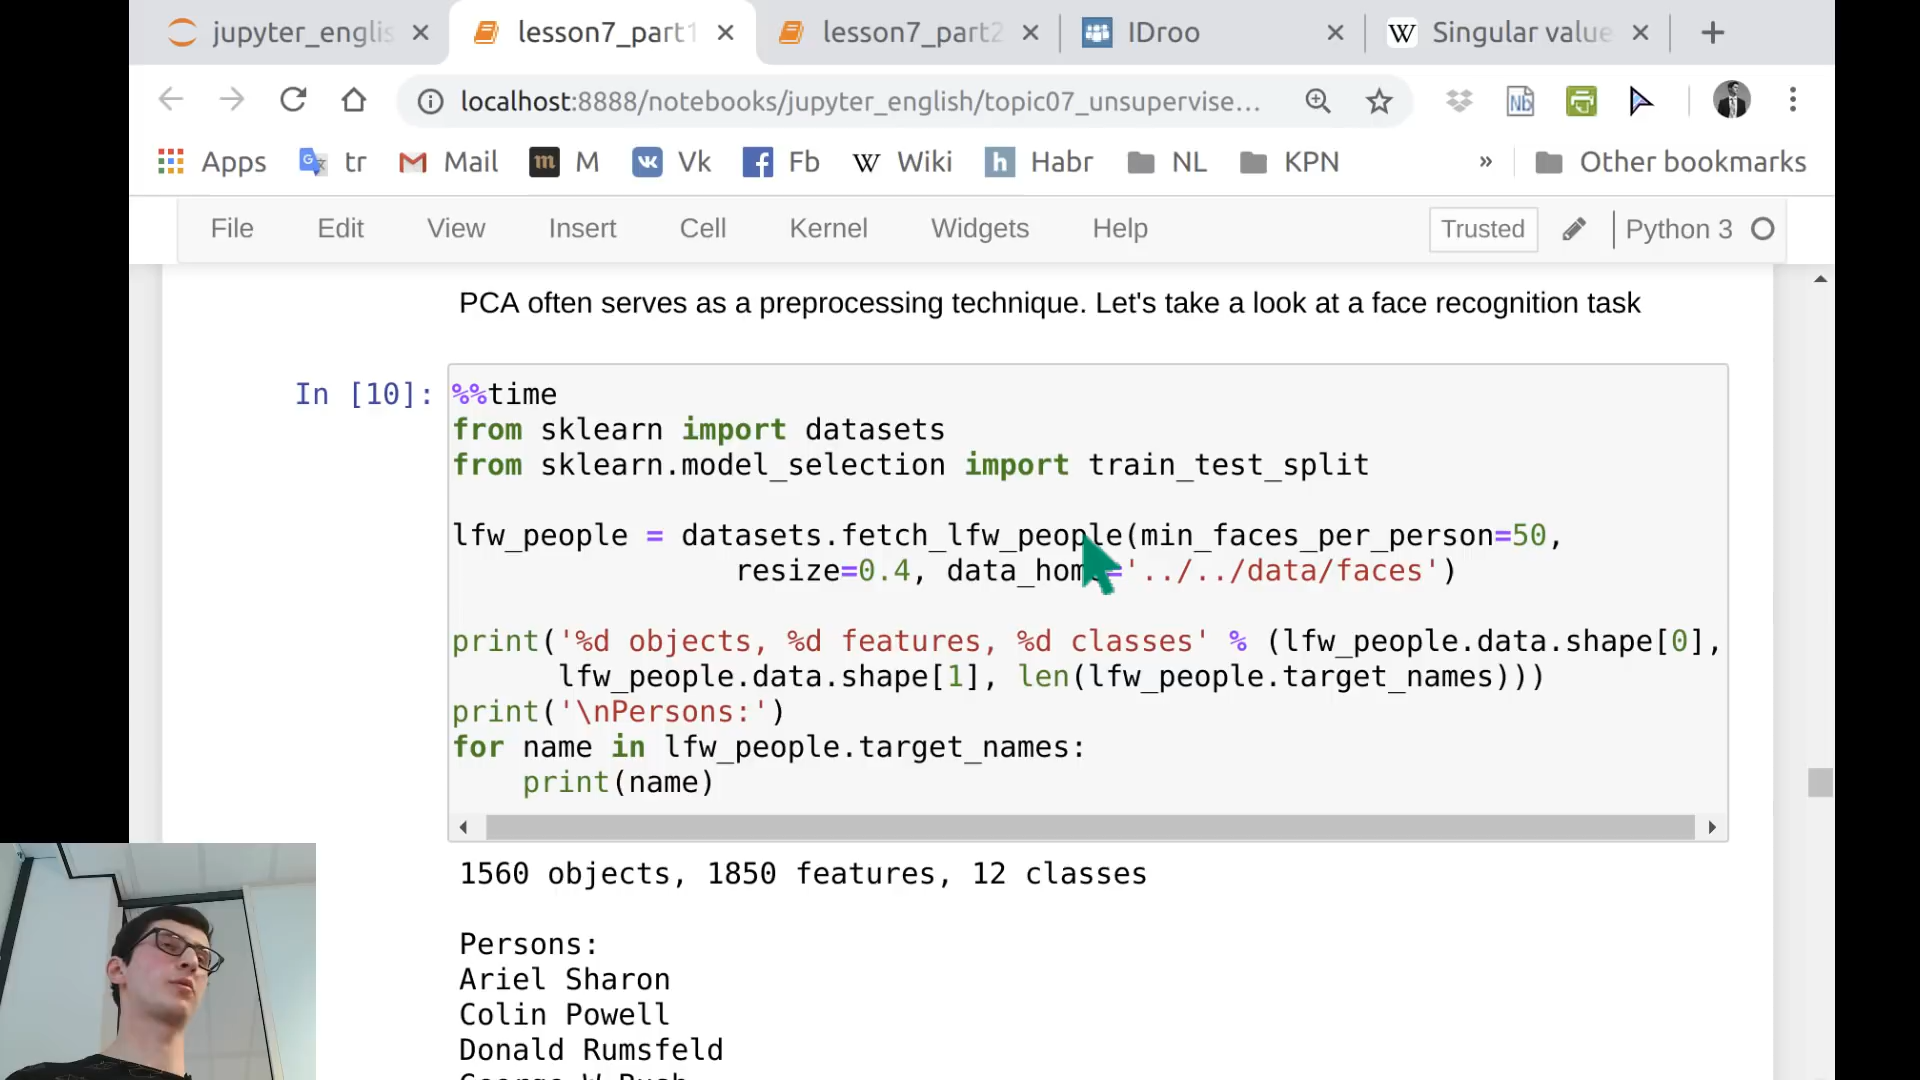 jupyter_englis
lesson7_part1
lesson7_part2
IDroo
W Singular value
localhost:8888/notebooks/jupyter_english/topic07_unsupervise...
Nb
Apps
tr
Mail
m M
Vk
Fb
W Wiki
h Habr
NL
KPN
»
Other bookmarks
File Edit View Insert Cell Kernel Widgets Help
Trusted
Python 3
PCA often serves as a preprocessing technique. Let's take a look at a face recognition task
In [10]:
%%time
from sklearn import datasets
from sklearn.model_selection import train_test_split
lfw_people = datasets.fetch_lfw_people(min_faces_per_person=50,
resize=0.4, data_home='../../data/faces')
print('%d objects, %d features, %d classes' % (lfw_people.data.shape[0],
lfw_people.data.shape[1], len(lfw_people.target_names)))
print('\nPersons:')
for name in lfw_people.target_names:
print(name)
1560 objects, 1850 features, 12 classes
Persons:
Ariel Sharon
Colin Powell
Donald Rumsfeld
George W Bush